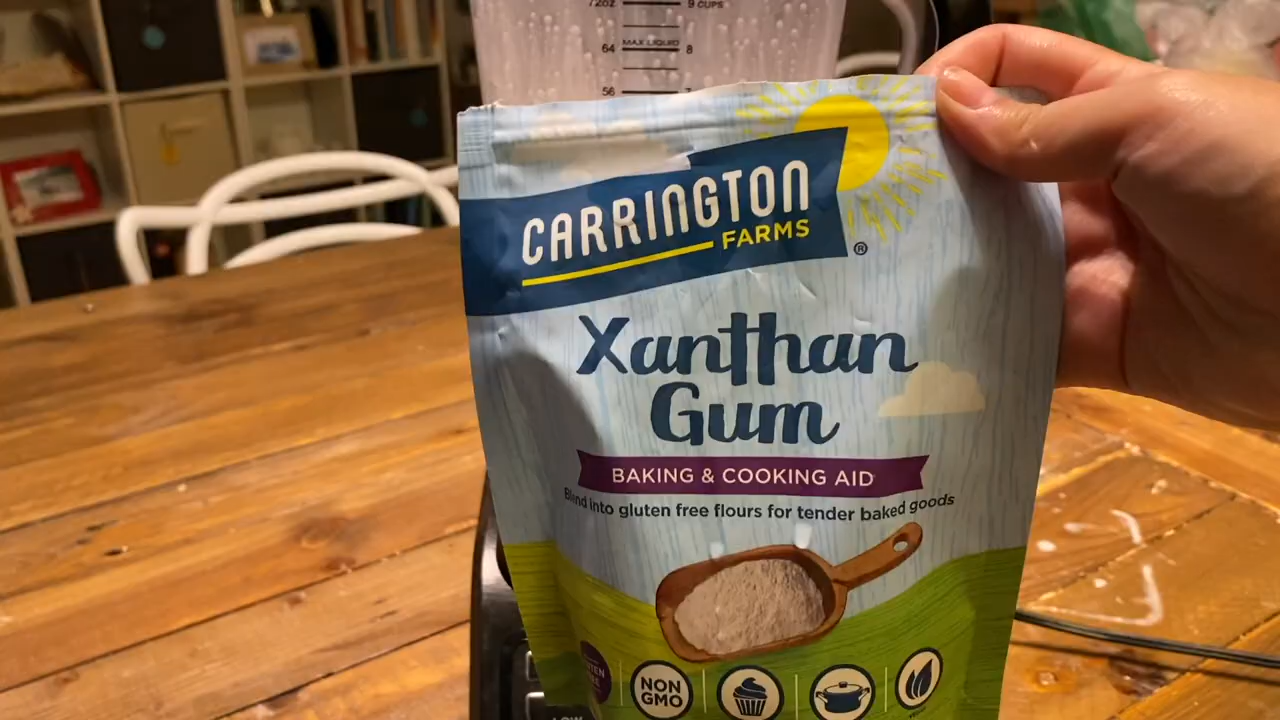 72oz 9 CUPS
MAX LIQUID
64 8
56
CARRINGTON
FARMS
®
Xanthan
Gum
BAKING & COOKING AID
Blend into gluten free flours for tender baked goods
NON
GMO
LOW